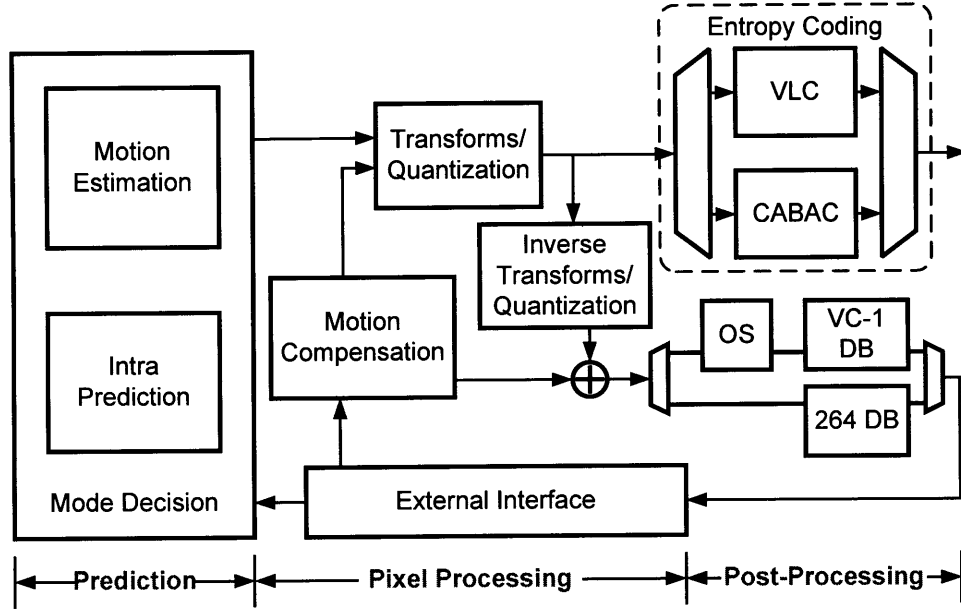 Entropy Coding
VLC
CABAC
Motion
Estimation
Transforms/
Quantization
Inverse
Transforms/
Quantization
Motion
Compensation
Intra
Prediction
OS
VC-1
DB
264 DB
Mode Decision
External Interface
Prediction
Pixel Processing
Post-Processing